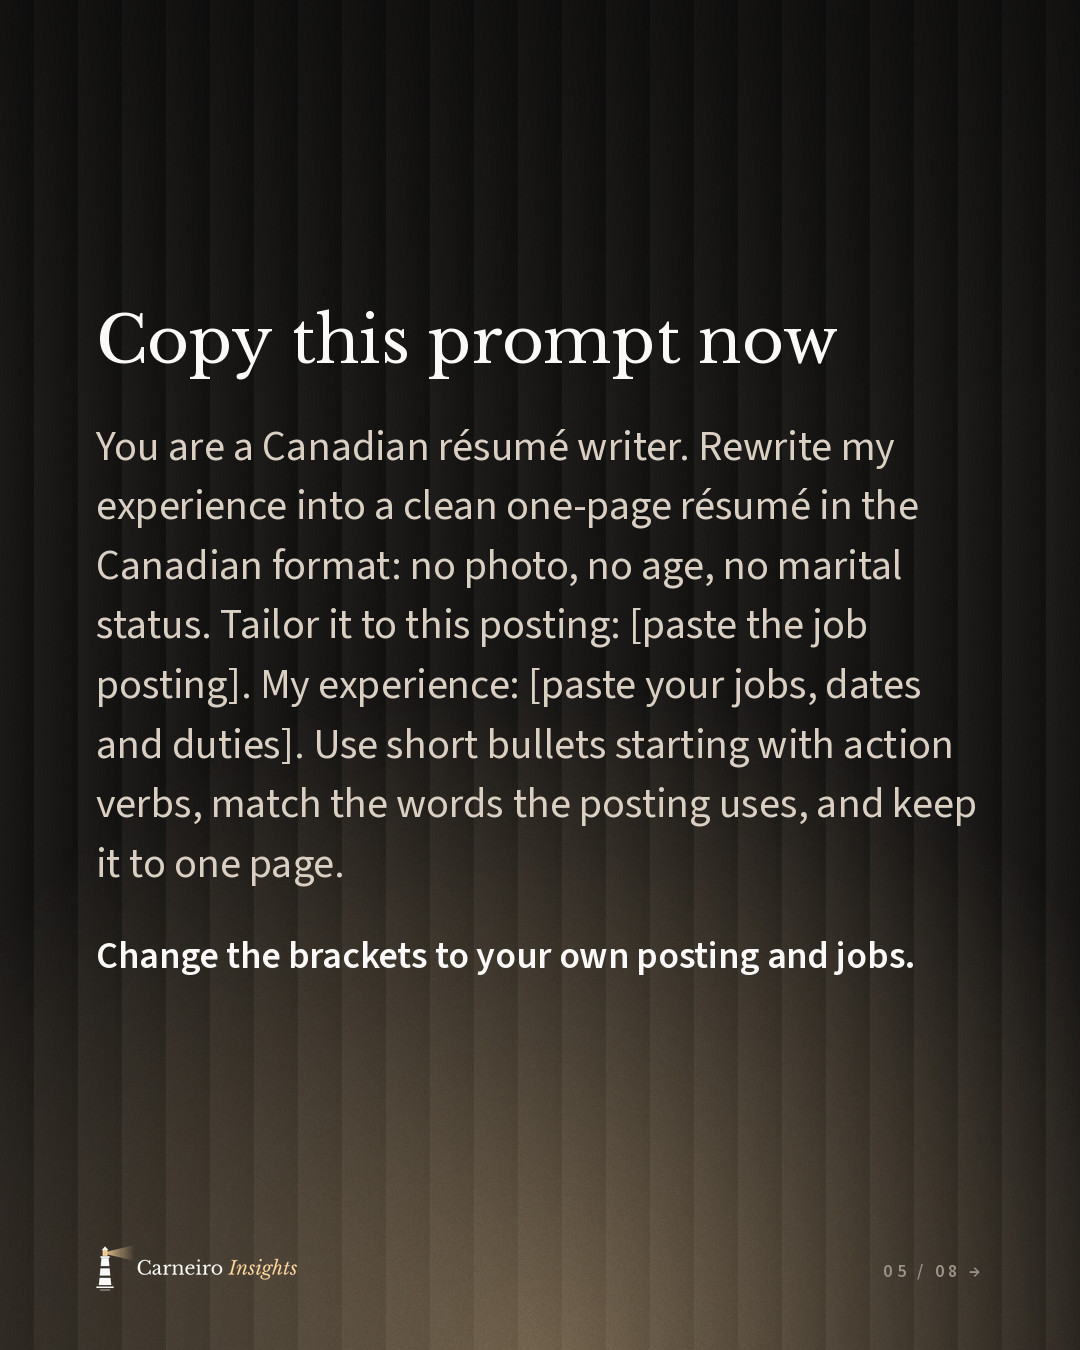 Copy this prompt now
You are a Canadian résumé writer. Rewrite my
experience into a clean one-page résumé in the
Canadian format: no photo, no age, no marital
status. Tailor it to this posting: [paste the job
posting]. My experience: [paste your jobs, dates
and duties]. Use short bullets starting with action
verbs, match the words the posting uses, and keep
it to one page.
Change the brackets to your own posting and jobs.
Carneiro Insights
05 / 08 →